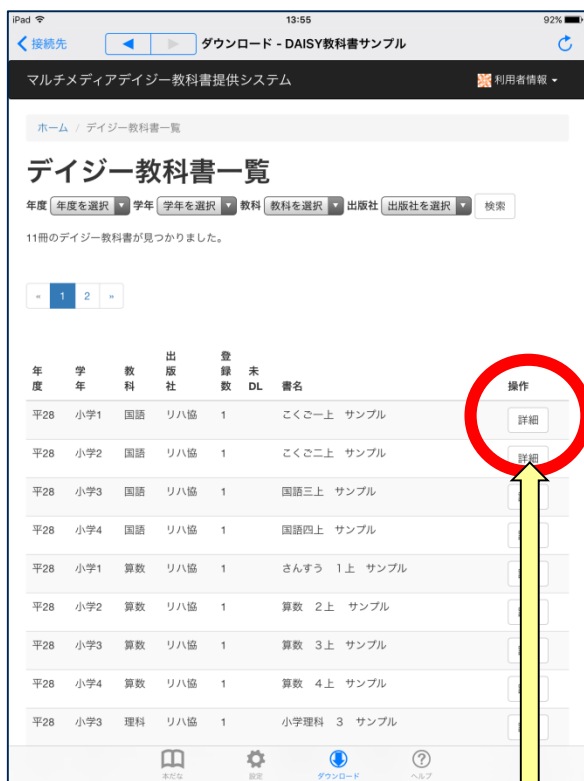 iPad 13:55 92%
接続先 ダウンロード - DAISY教科書サンプル
マルチメディアデイジー教科書提供システム 利用者情報
ホーム / デイジー教科書一覧
デイジー教科書一覧
年度 年度を選択 学年 学年を選択 教科 教科を選択 出版社 出版社を選択 検索
11冊のデイジー教科書が見つかりました。
« 1 2 »
年度 学年 教科 出版社 登録数 未DL 書名 操作
平28 小学1 国語 リハ協 1 こくご一上 サンプル 詳細
平28 小学2 国語 リハ協 1 こくご二上 サンプル 詳細
平28 小学3 国語 リハ協 1 国語三上 サンプル
平28 小学4 国語 リハ協 1 国語四上 サンプル
平28 小学1 算数 リハ協 1 さんすう 1上 サンプル
平28 小学2 算数 リハ協 1 算数 2上 サンプル
平28 小学3 算数 リハ協 1 算数 3上 サンプル
平28 小学4 算数 リハ協 1 算数 4上 サンプル
平28 小学3 理科 リハ協 1 小学理科 3 サンプル
本だな 設定 ダウンロード ヘルプ